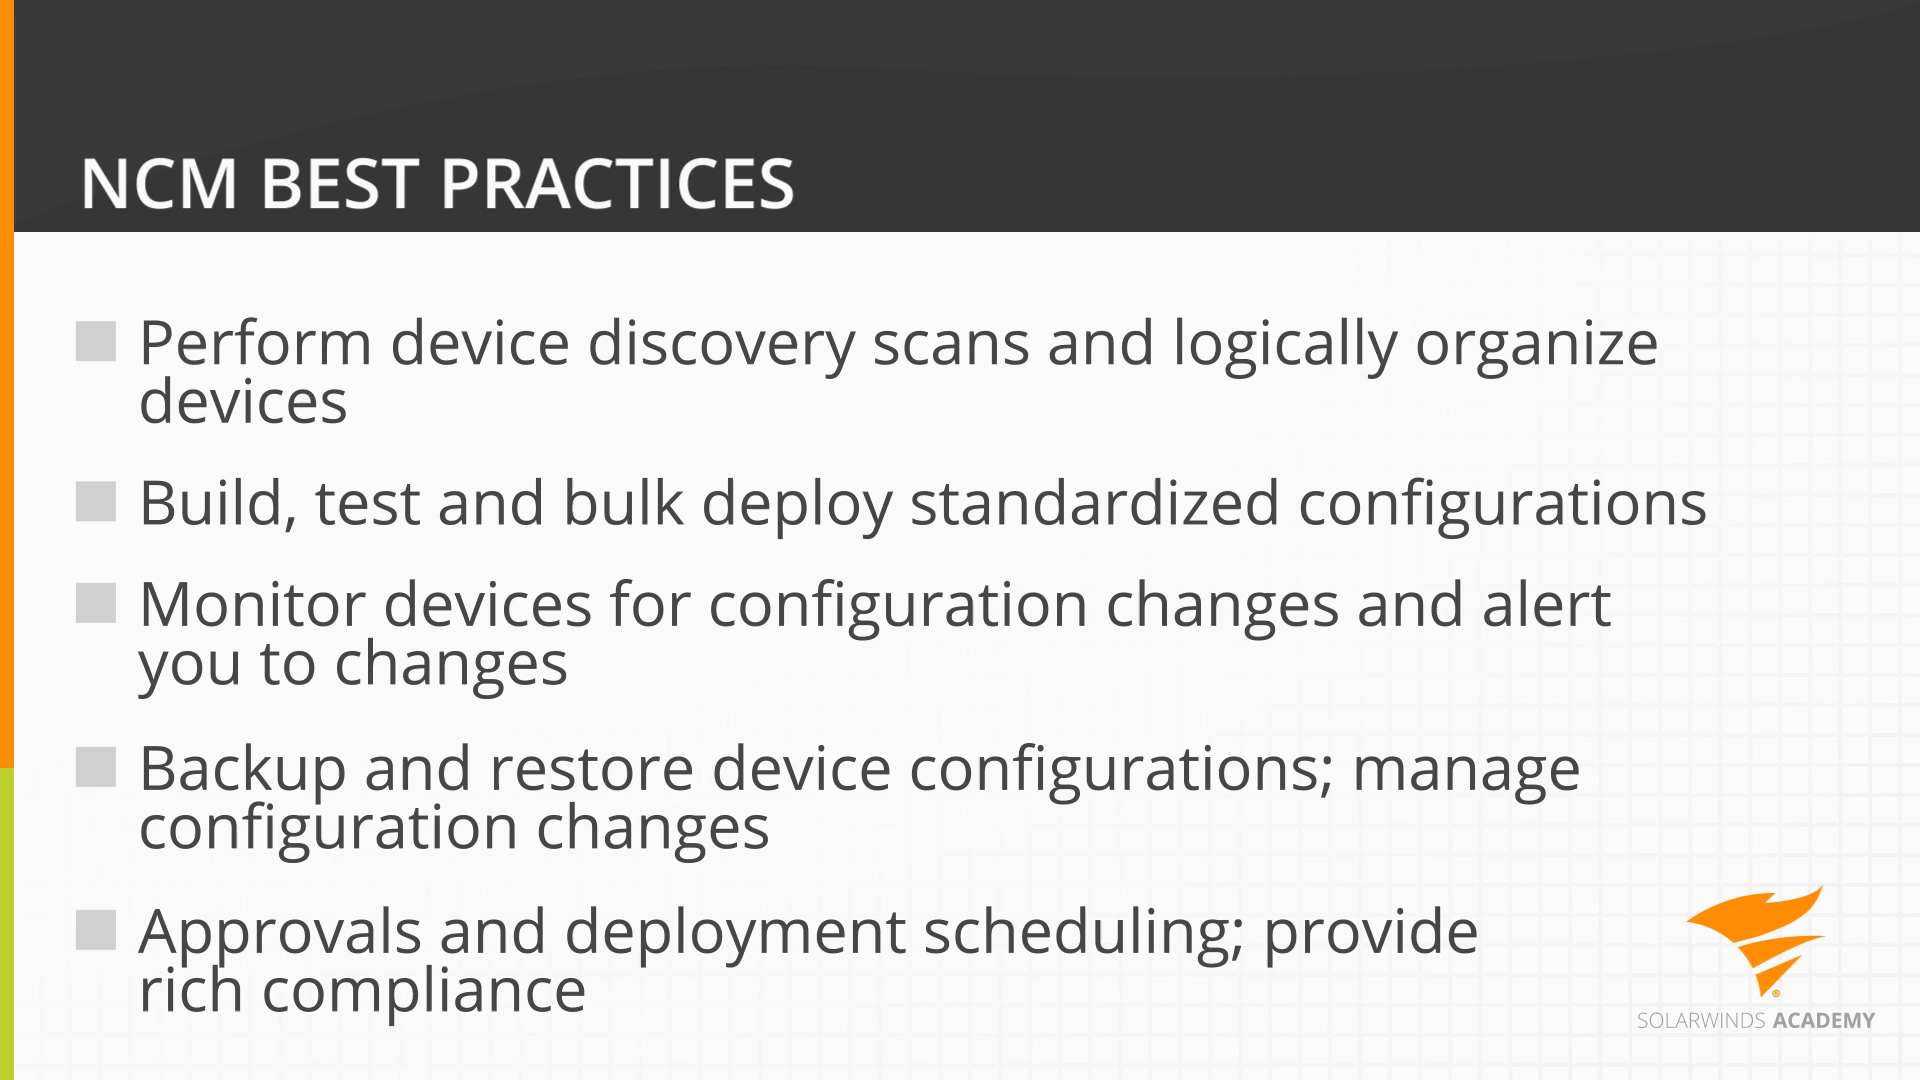 NCM BEST PRACTICES
Perform device discovery scans and logically organize
devices
Build, test and bulk deploy standardized configurations
Monitor devices for configuration changes and alert
you to changes
Backup and restore device configurations; manage
configuration changes
Approvals and deployment scheduling; provide
rich compliance
®
SOLARWINDS ACADEMY